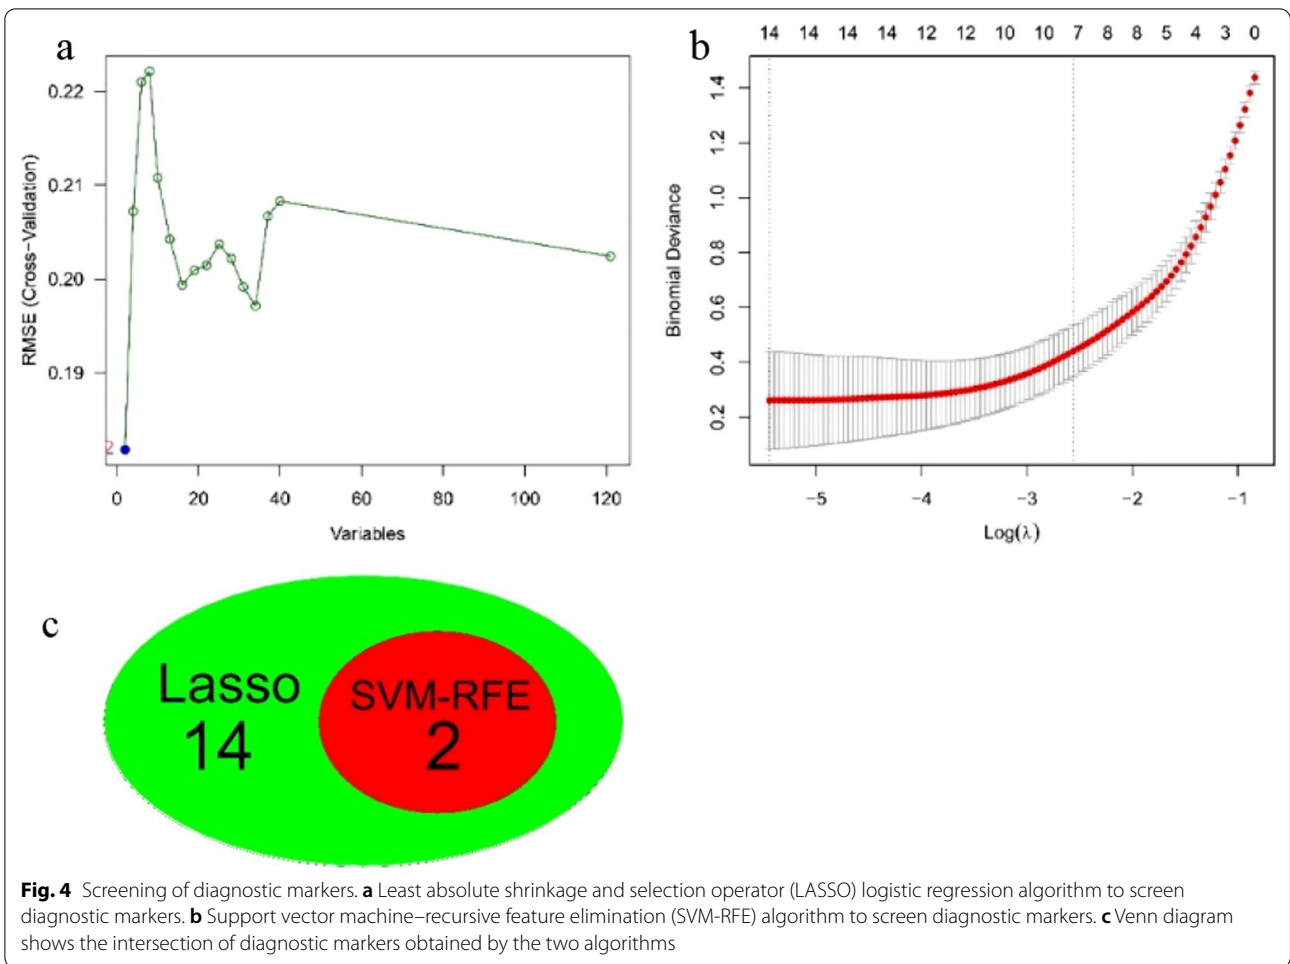 a
0.22
0.21
0.20
0.19
RMSE (Cross-Validation)
2
0 20 40 60 80 100 120
Variables
b
14 14 14 14 12 12 10 10 7 8 8 5 4 3 0
1.4
1.2
1.0
0.8
0.6
0.4
0.2
Binomial Deviance
−5 −4 −3 −2 −1
Log(λ)
c
Lasso
14
SVM-RFE
2
Fig. 4 Screening of diagnostic markers. a Least absolute shrinkage and selection operator (LASSO) logistic regression algorithm to screen
diagnostic markers. b Support vector machine–recursive feature elimination (SVM-RFE) algorithm to screen diagnostic markers. c Venn diagram
shows the intersection of diagnostic markers obtained by the two algorithms